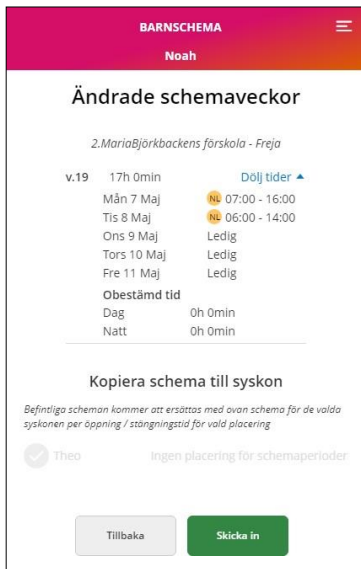 BARNSCHEMA
Noah
Ändrade schemaveckor
2.MariaBjörkbackens förskola - Freja
v.19 17h 0min Dölj tider
Mån 7 Maj NL 07:00 - 16:00
Tis 8 Maj NL 06:00 - 14:00
Ons 9 Maj Ledig
Tors 10 Maj Ledig
Fre 11 Maj Ledig
Obestämd tid
Dag 0h 0min
Natt 0h 0min
Kopiera schema till syskon
Befintliga scheman kommer att ersättas med ovan schema för de valda
syskonen per öppning / stängningstid för vald placering
Theo Ingen placering för schemaperioder
Tillbaka Skicka in